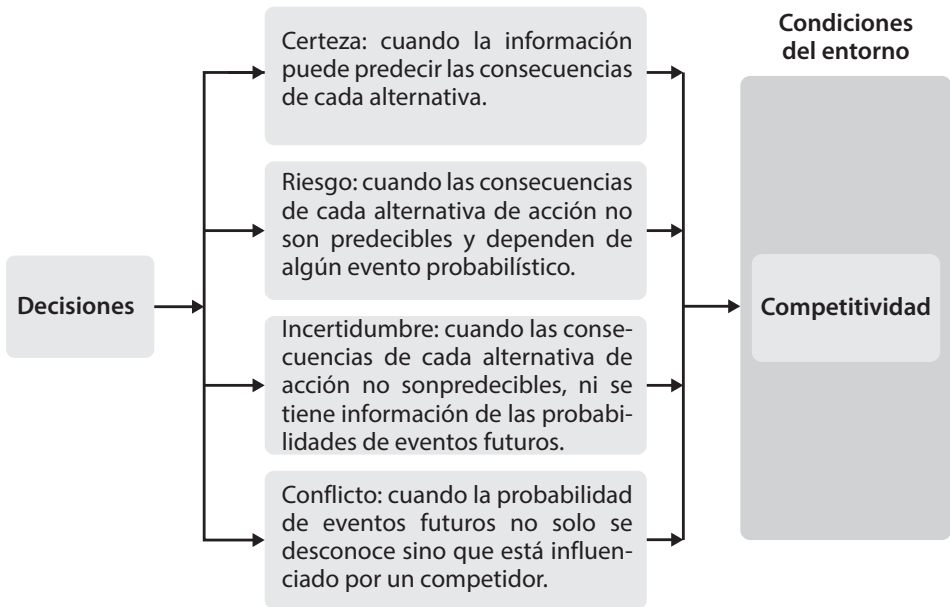 Decisiones
Certeza: cuando la información
puede predecir las consecuencias
de cada alternativa.
Riesgo: cuando las consecuencias
de cada alternativa de acción no
son predecibles y dependen de
algún evento probabilístico.
Incertidumbre: cuando las conse-
cuencias de cada alternativa de
acción no sonpredecibles, ni se
tiene información de las probabi-
lidades de eventos futuros.
Conflicto: cuando la probabilidad
de eventos futuros no solo se
desconoce sino que está influen-
ciado por un competidor.
Condiciones
del entorno
Competitividad